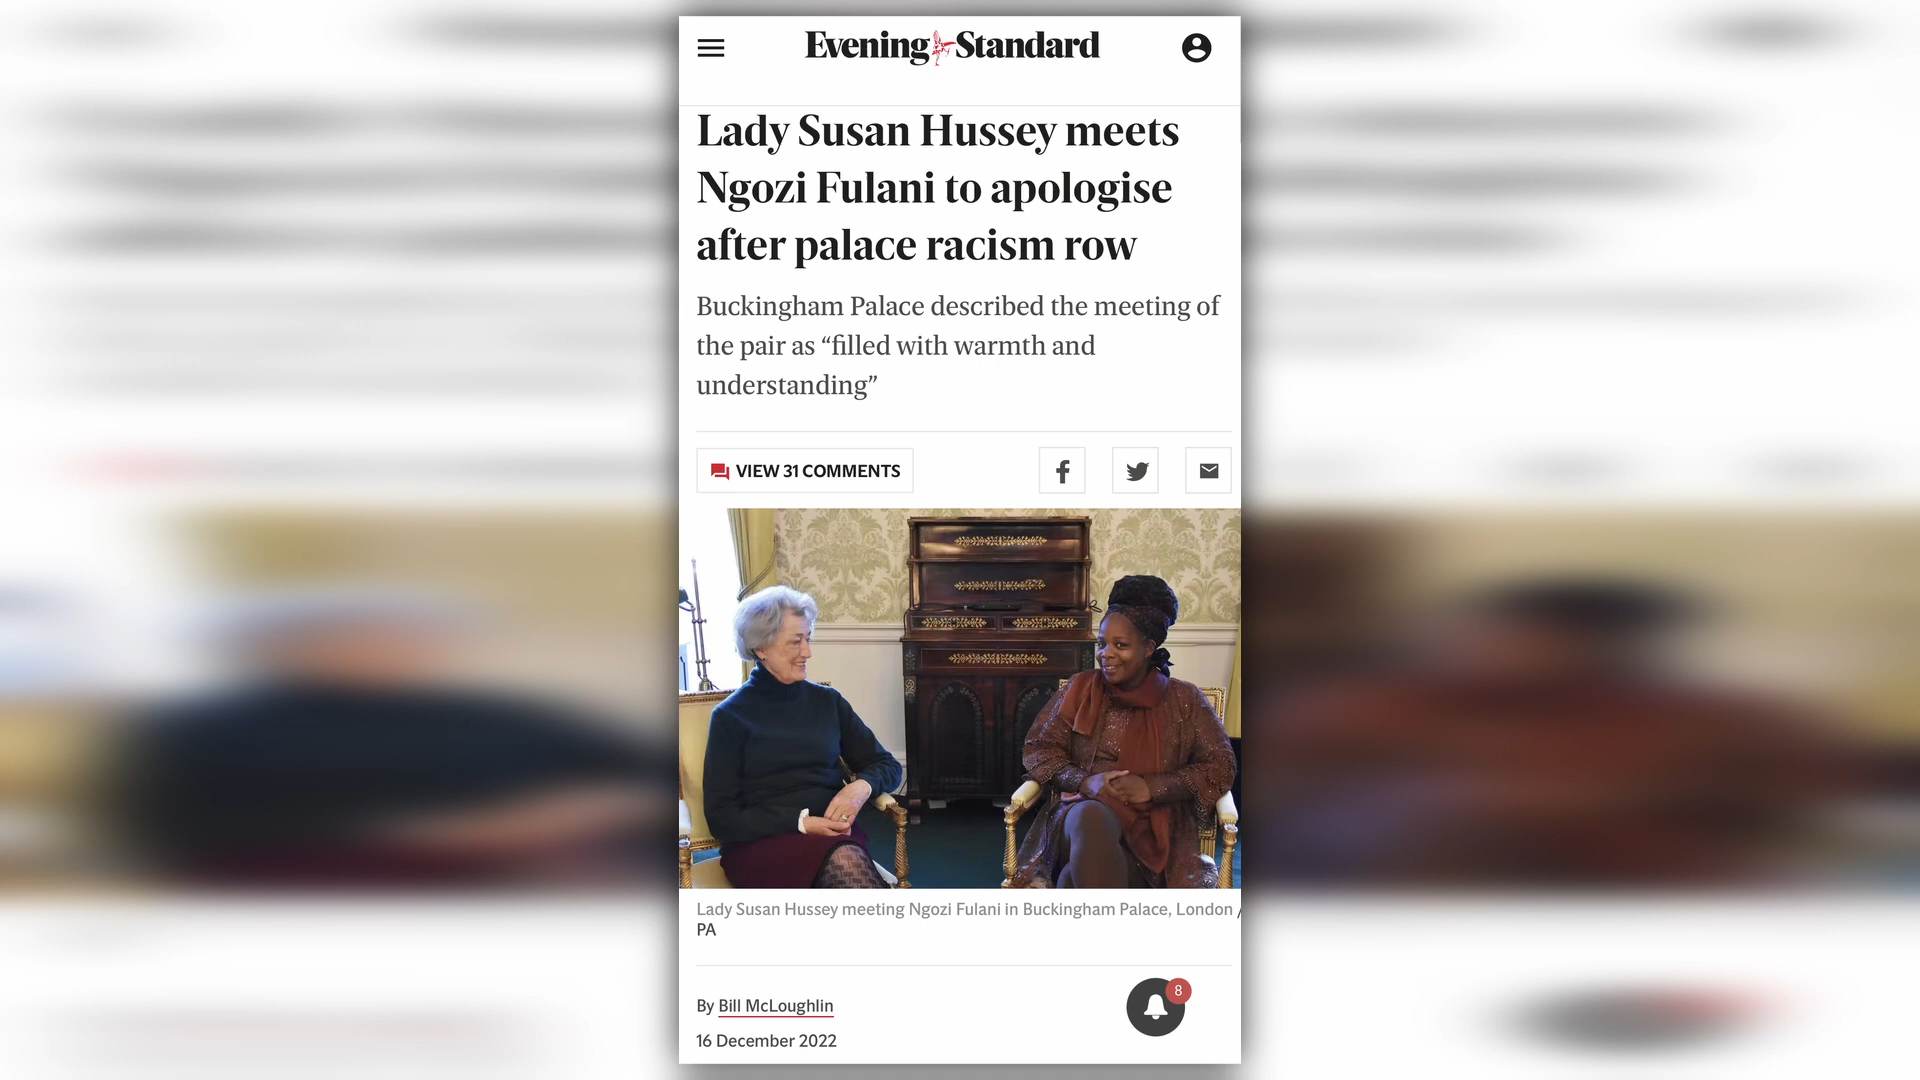 Evening Standard
Lady Susan Hussey meets
Ngozi Fulani to apologise
after palace racism row
Buckingham Palace described the meeting of
the pair as “filled with warmth and
understanding”
VIEW 31 COMMENTS
Lady Susan Hussey meeting Ngozi Fulani in Buckingham Palace, London /
PA
By Bill McLoughlin
8
16 December 2022